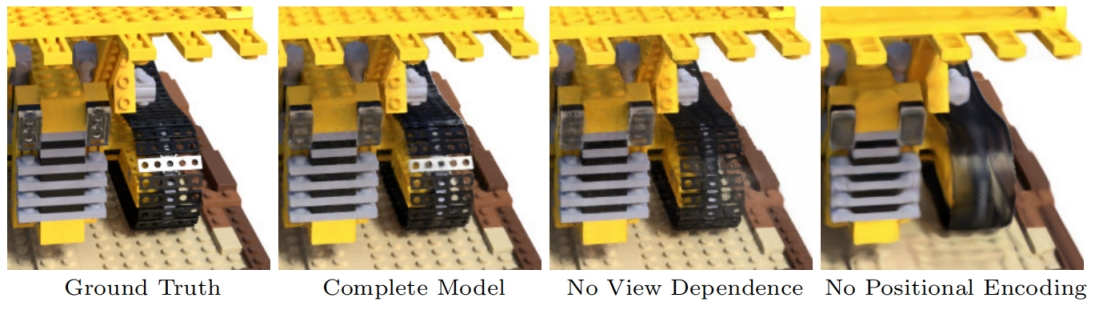 Ground Truth
Complete Model
No View Dependence
No Positional Encoding